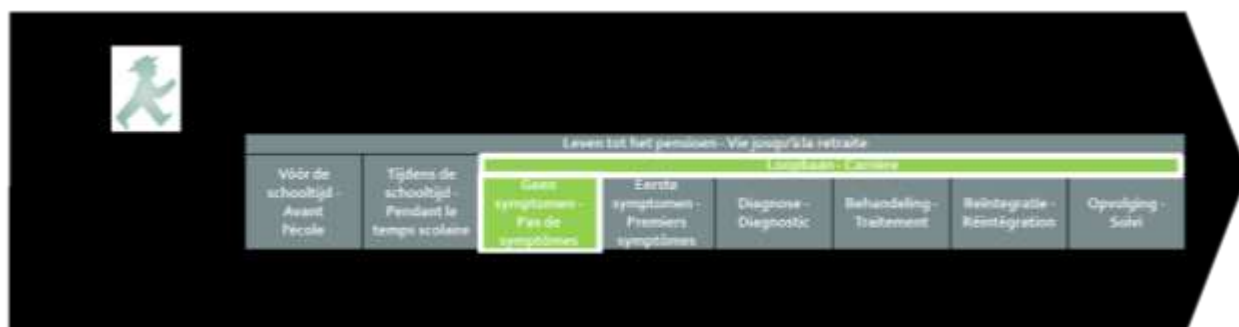 Leven tot het pensioen - Vie jusqu'à la retraite
Loopbaan - Carrière
Vóór de
schooltijd -
Avant
l'école
Tijdens de
schooltijd -
Pendant le
temps scolaire
Geen
symptomen -
Pas de
symptômes
Eerste
symptomen -
Premiers
symptômes
Diagnose -
Diagnostic
Behandeling -
Traitement
Reïntegratie -
Réintégration
Opvolging -
Suivi